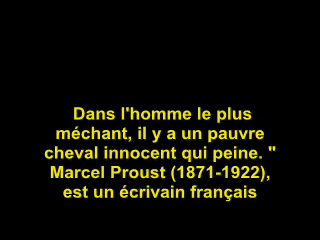 Dans l'homme le plus
méchant, il y a un pauvre
cheval innocent qui peine. "
Marcel Proust (1871-1922),
est un écrivain français